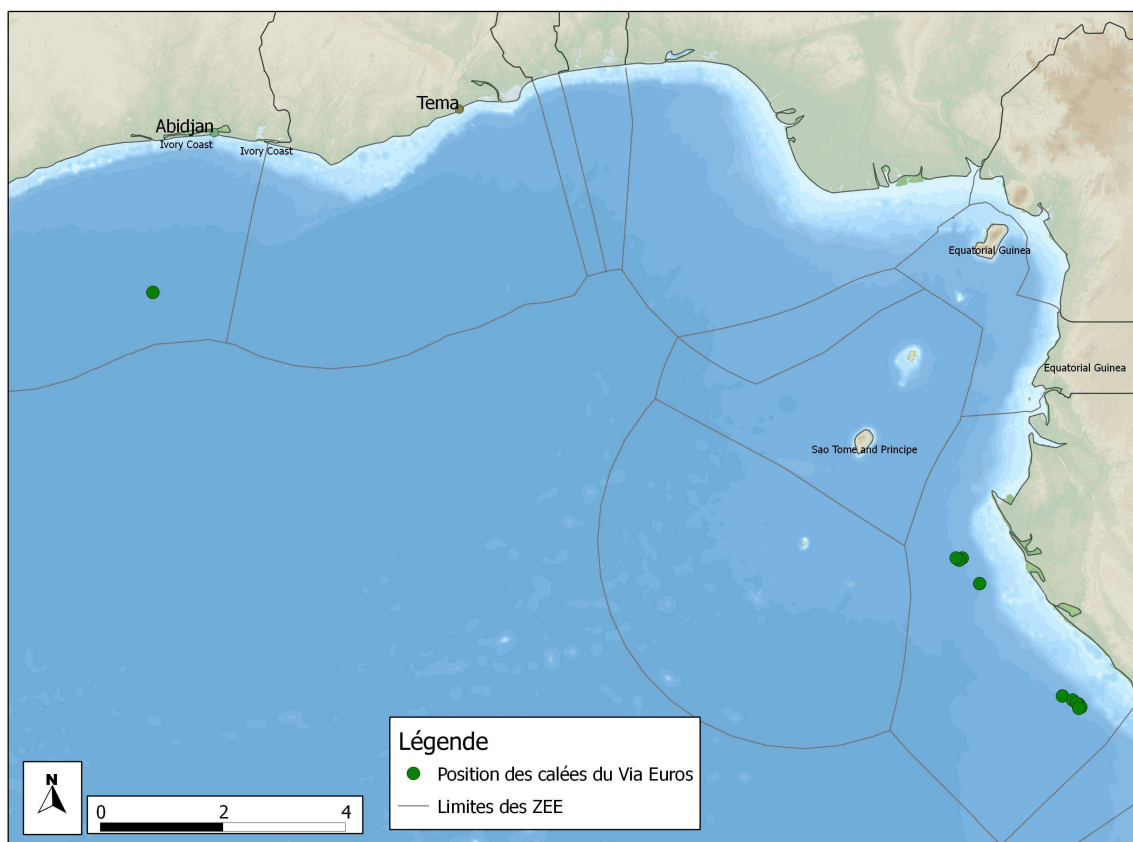 Tema
Abidjan
Ivory Coast
Ivory Coast
Equatorial Guinea
Equatorial Guinea
Sao Tome and Principe
Légende
Position des calées du Via Euros
Limites des ZEE
N
0 2 4